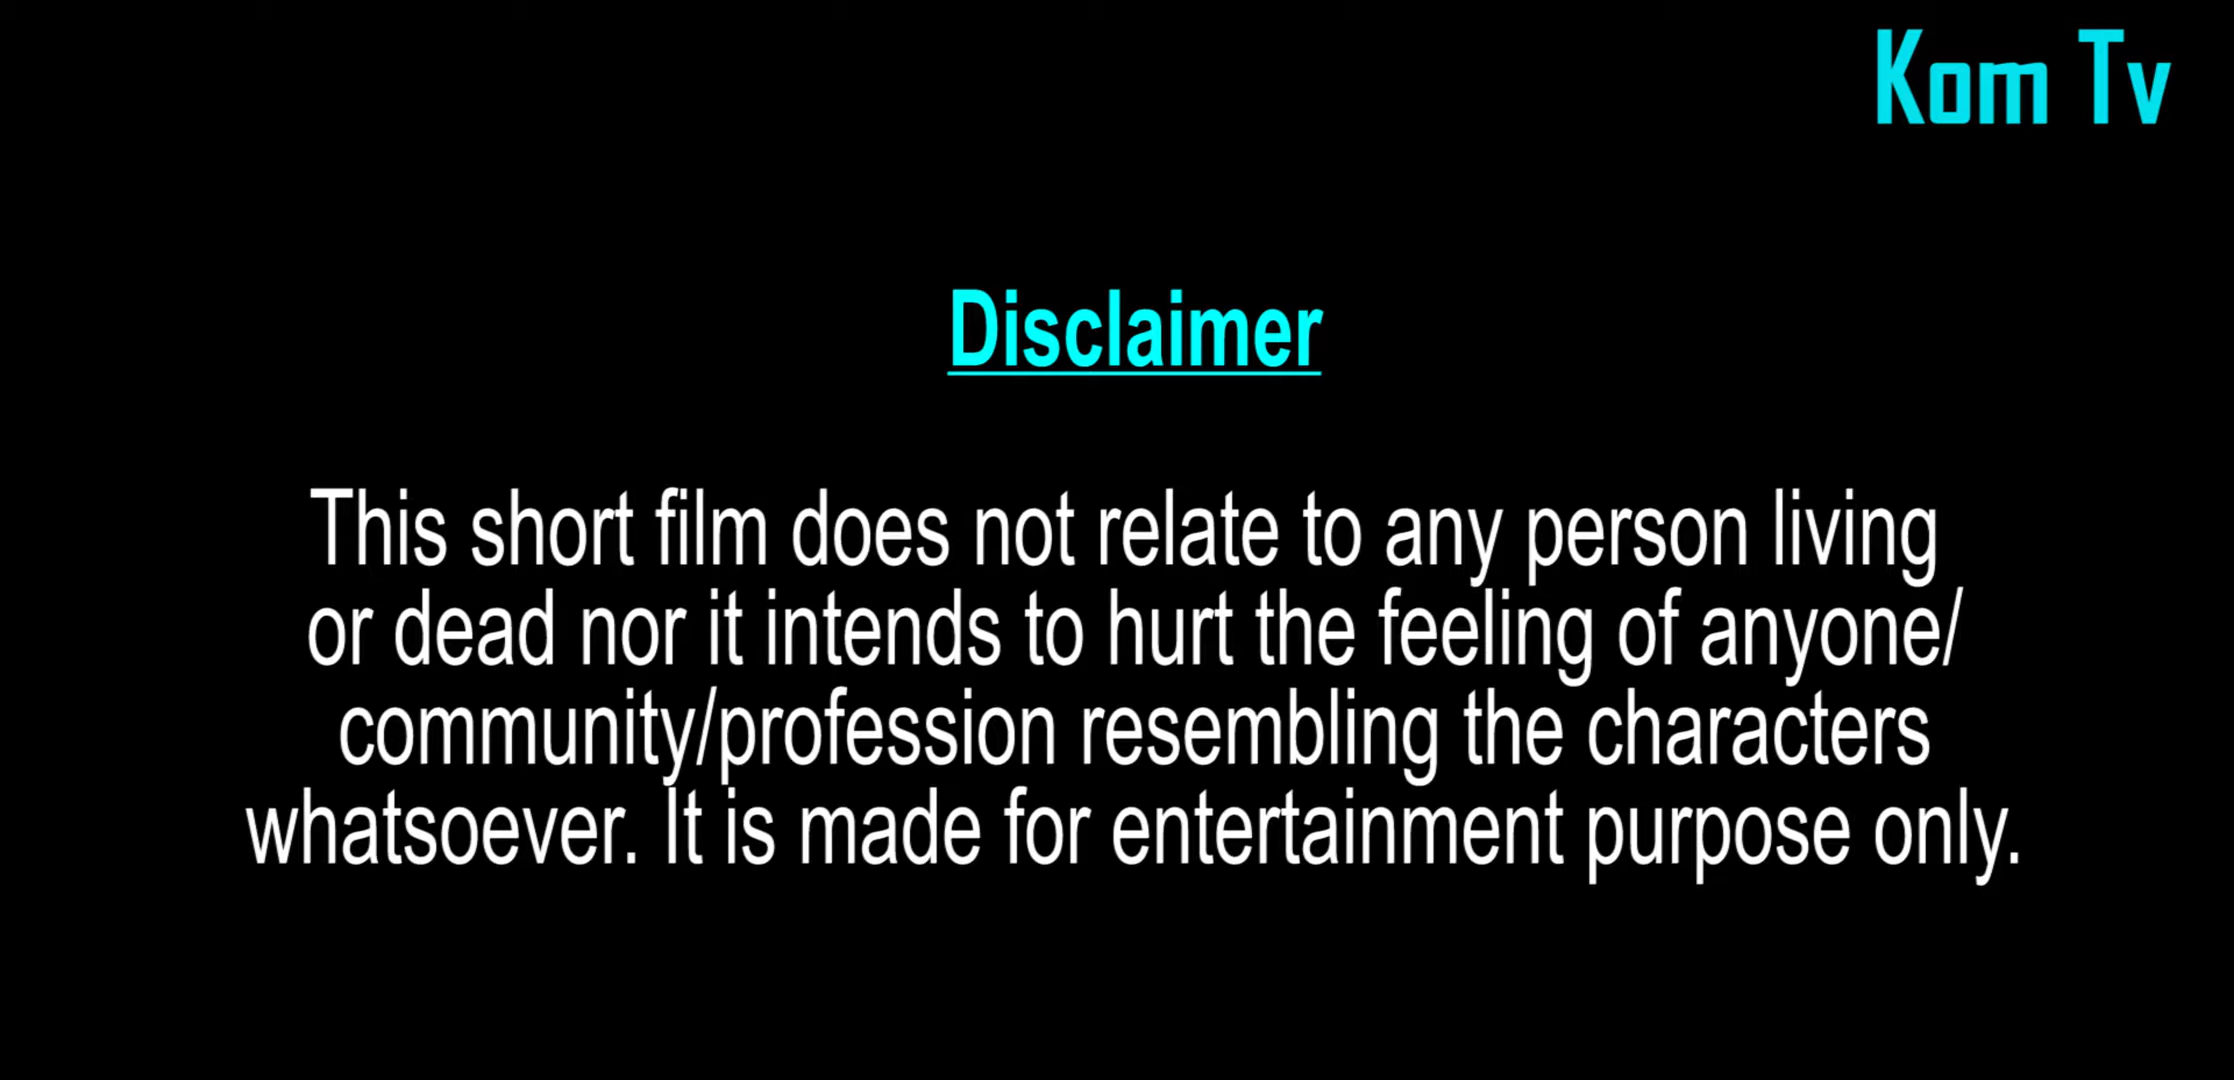 Kom Tv
Disclaimer
This short film does not relate to any person living
or dead nor it intends to hurt the feeling of anyone/
community/profession resembling the characters
whatsoever. It is made for entertainment purpose only.